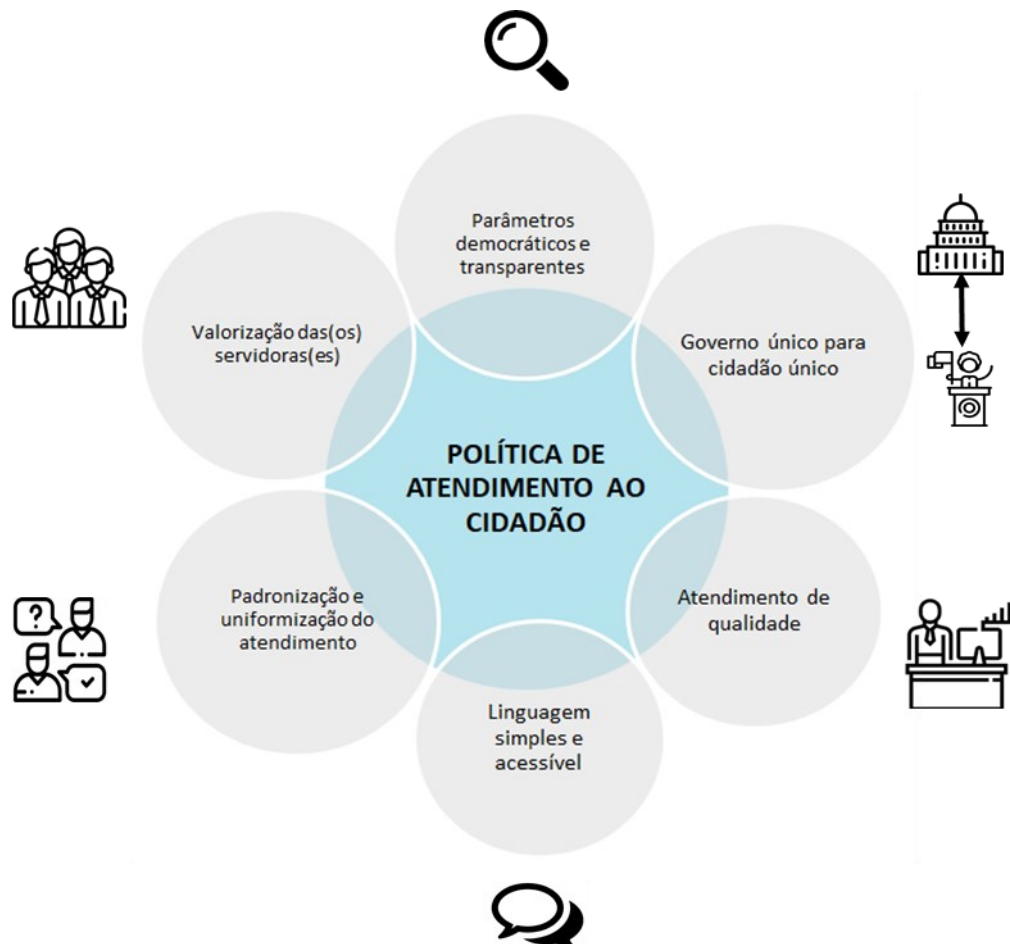 Parâmetros
democráticos e
transparentes
Valorização das(os)
servidoras(es)
Governo único para
cidadão único
POLÍTICA DE
ATENDIMENTO AO
CIDADÃO
Padronização e
uniformização do
atendimento
Atendimento de
qualidade
Linguagem
simples e
acessível